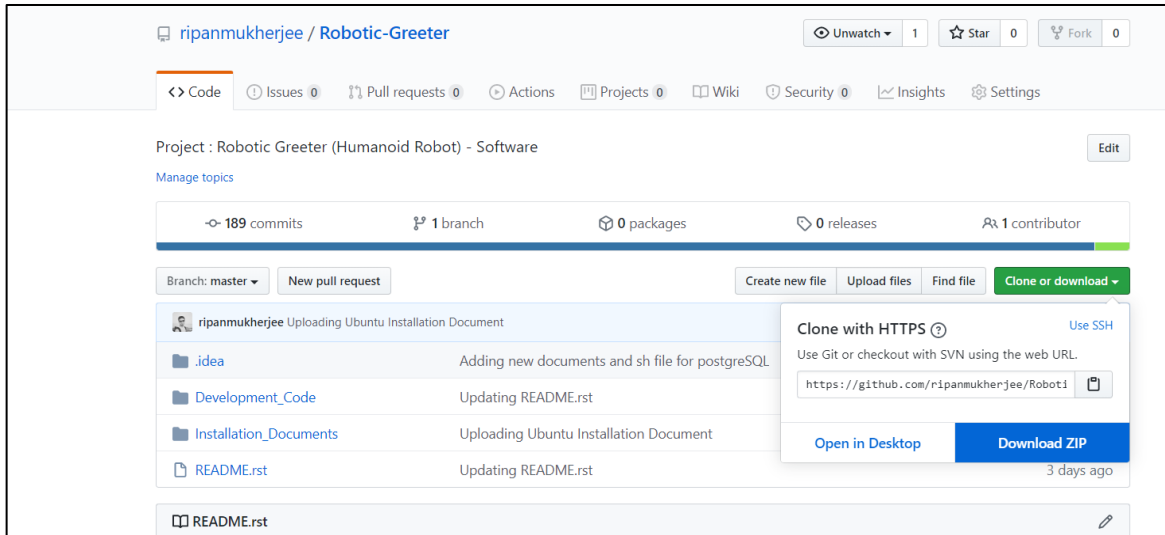 ripanmukherjee / Robotic-Greeter
Unwatch 1 Star 0 Fork 0
Code Issues 0 Pull requests 0 Actions Projects 0 Wiki Security 0 Insights Settings
Project : Robotic Greeter (Humanoid Robot) - Software
Edit
Manage topics
189 commits 1 branch 0 packages 0 releases 1 contributor
Branch: master New pull request Create new file Upload files Find file Clone or download
ripanmukherjee Uploading Ubuntu Installation Document
.idea Adding new documents and sh file for postgreSQL
Development_Code Updating README.rst
Installation_Documents Uploading Ubuntu Installation Document
README.rst Updating README.rst 3 days ago
Clone with HTTPS ? Use SSH
Use Git or checkout with SVN using the web URL.
https://github.com/ripanmukherjee/Roboti
Open in Desktop Download ZIP
README.rst